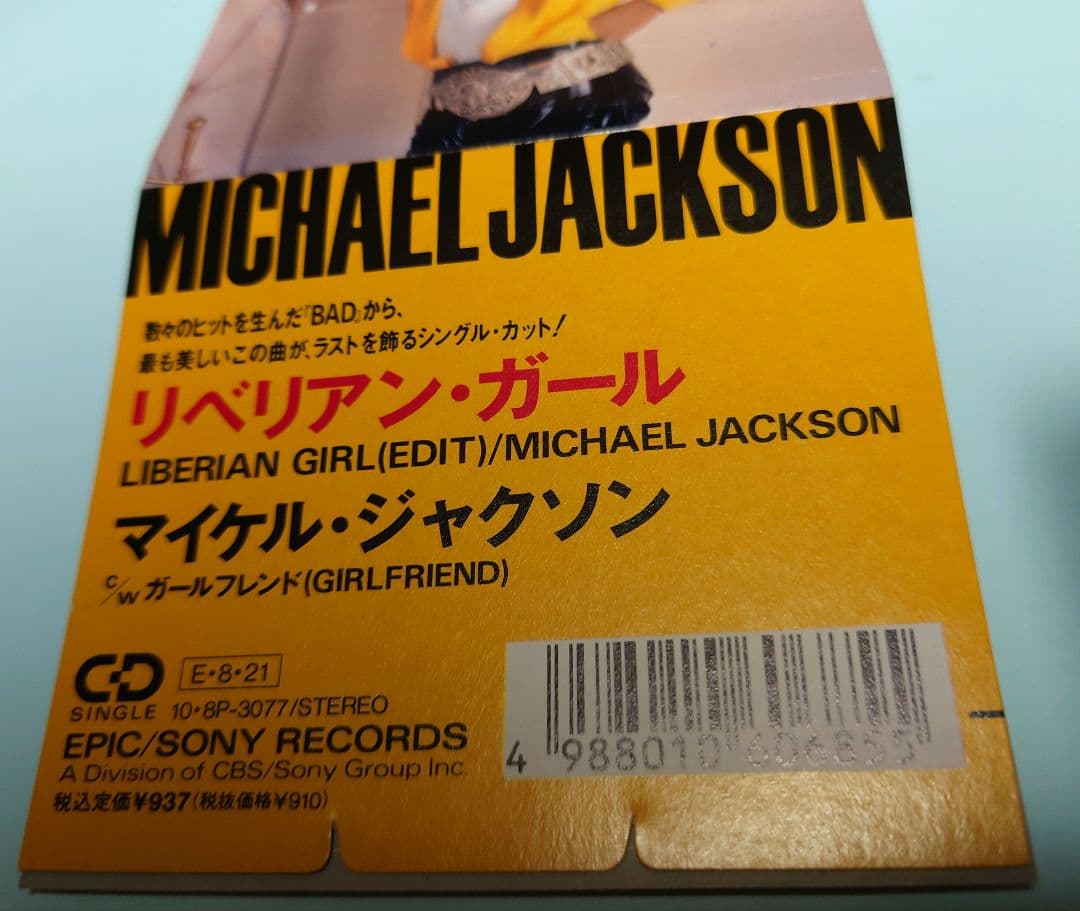 MICHAEL JACKSON
数々のヒットを生んだ『BAD』から、
最も美しいこの曲が、ラストを飾るシングル・カット!
リベリアン・ガール
LIBERIAN GIRL(EDIT)/MICHAEL JACKSON
マイケル・ジャクソン
c/w ガールフレンド(GIRLFRIEND)
CD
SINGLE
E・8・21
10・8P-3077/STEREO
EPIC/SONY RECORDS
A Division of CBS/Sony Group Inc.
税込定価¥937(税抜価格¥910)
4 988010